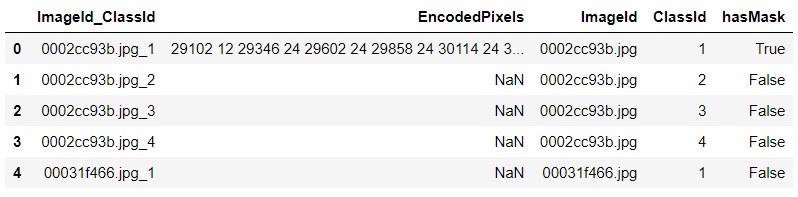 ImageId_ClassId EncodedPixels ImageId ClassId hasMask
0 0002cc93b.jpg_1 29102 12 29346 24 29602 24 29858 24 30114 24 3... 0002cc93b.jpg 1 True
1 0002cc93b.jpg_2 NaN 0002cc93b.jpg 2 False
2 0002cc93b.jpg_3 NaN 0002cc93b.jpg 3 False
3 0002cc93b.jpg_4 NaN 0002cc93b.jpg 4 False
4 00031f466.jpg_1 NaN 00031f466.jpg 1 False